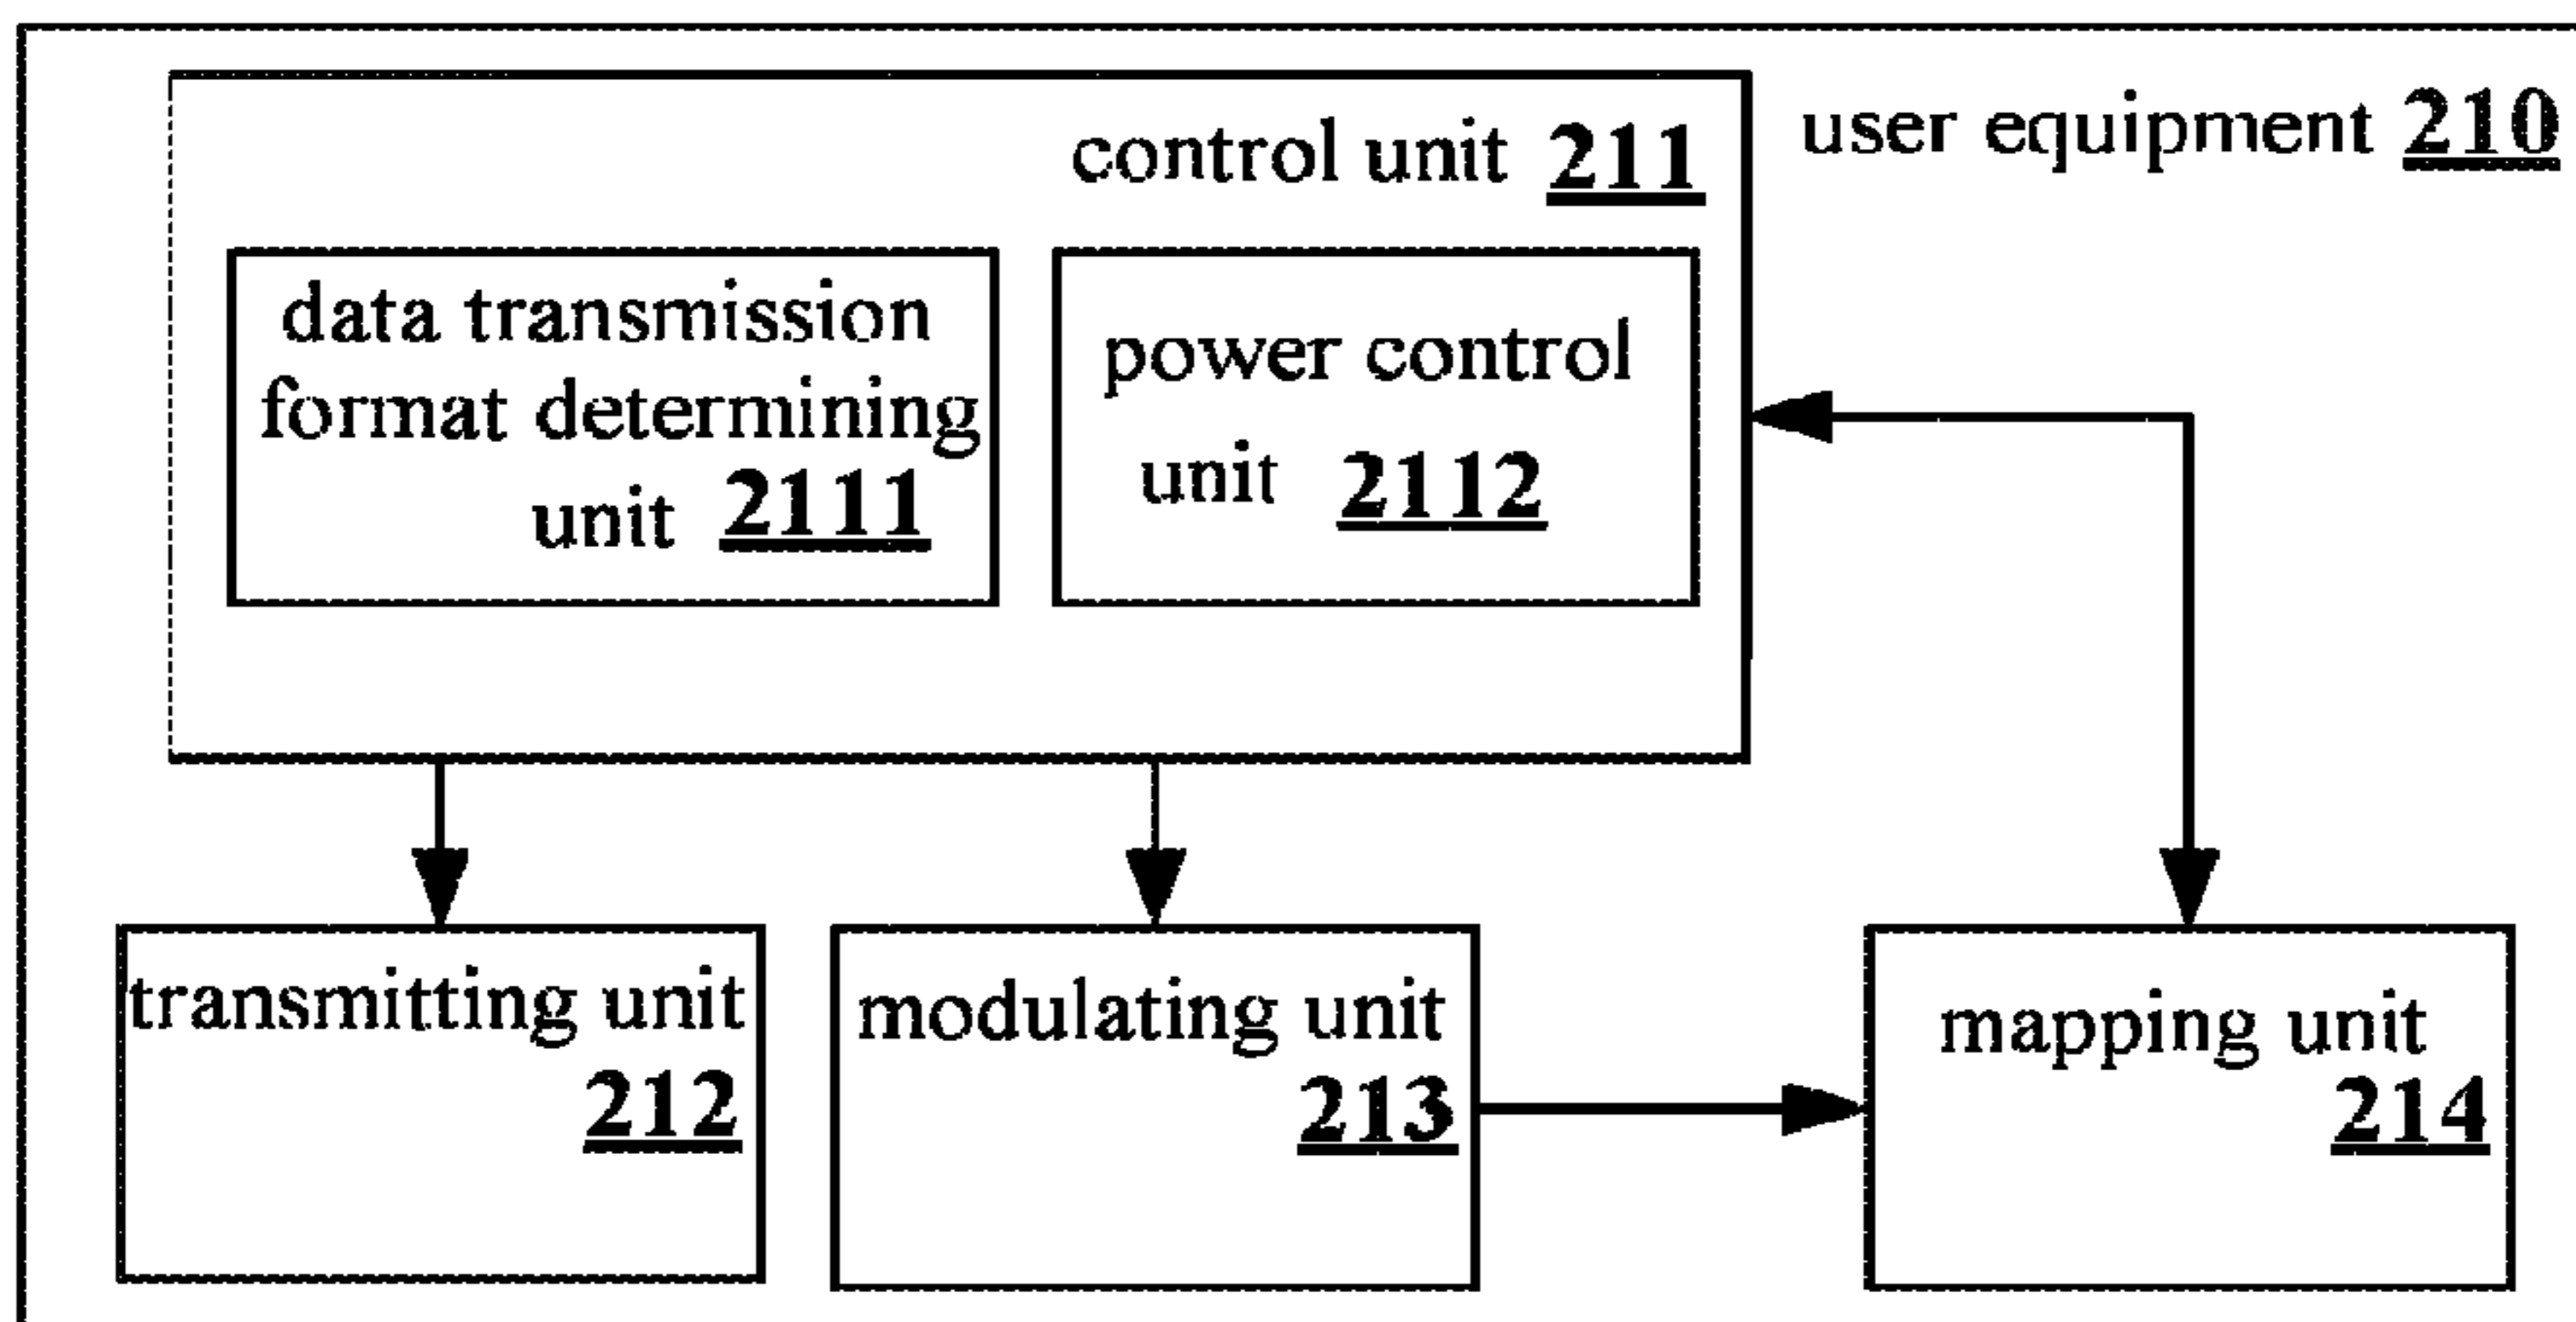 user equipment 210
control unit 211
data transmission
format determining
unit 2111
power control
unit 2112
transmitting unit
212
modulating unit
213
mapping unit
214